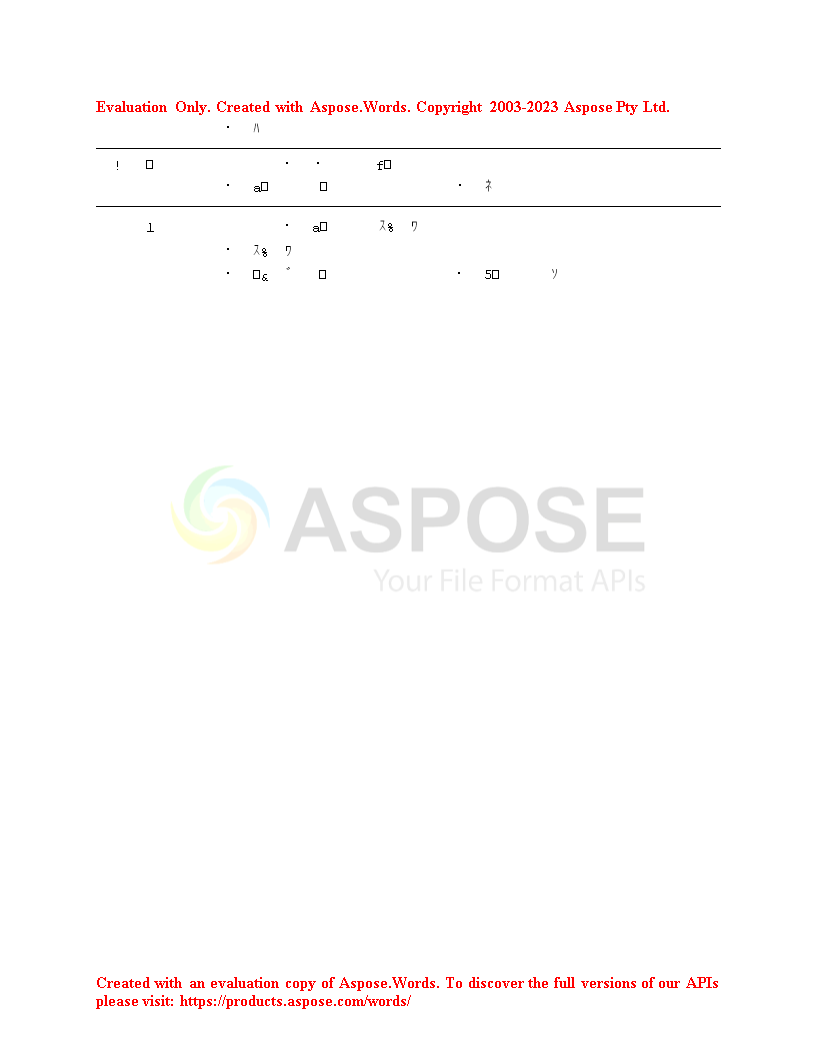 Evaluation Only. Created with Aspose.Words. Copyright 2003-2023 Aspose Pty Ltd.
･ ﾊ
! □ ･ ･ f□
･ a□ □ ･ ﾈ
l ･ a□ ｽ% ﾜ
･ ｽ% ﾜ
･ □& ﾞ □ ･ 5□ ｿ
ASPOSE
Your File Format APIs
Created with an evaluation copy of Aspose.Words. To discover the full versions of our APIs
please visit: https://products.aspose.com/words/